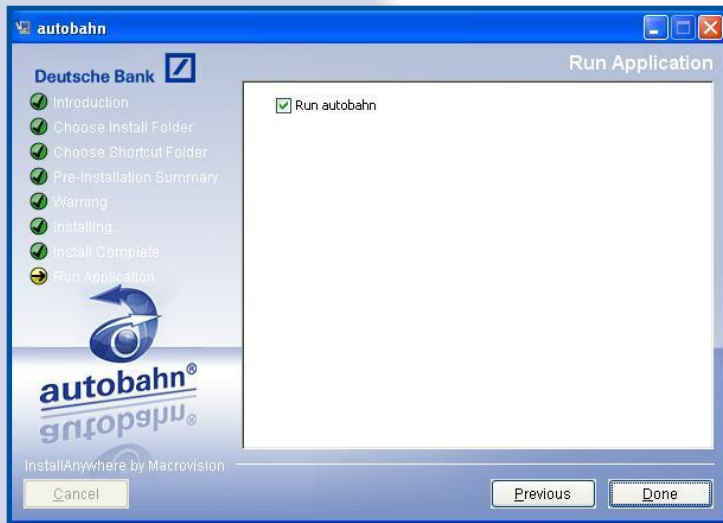 autobahn
Run Application
Deutsche Bank
Introduction
Choose Install Folder
Choose Shortcut Folder
Pre-Installation Summary
Warning
Installing...
Install Complete
Run Application
autobahn®
Run autobahn
InstallAnywhere by Macrovision
Cancel
Previous
Done